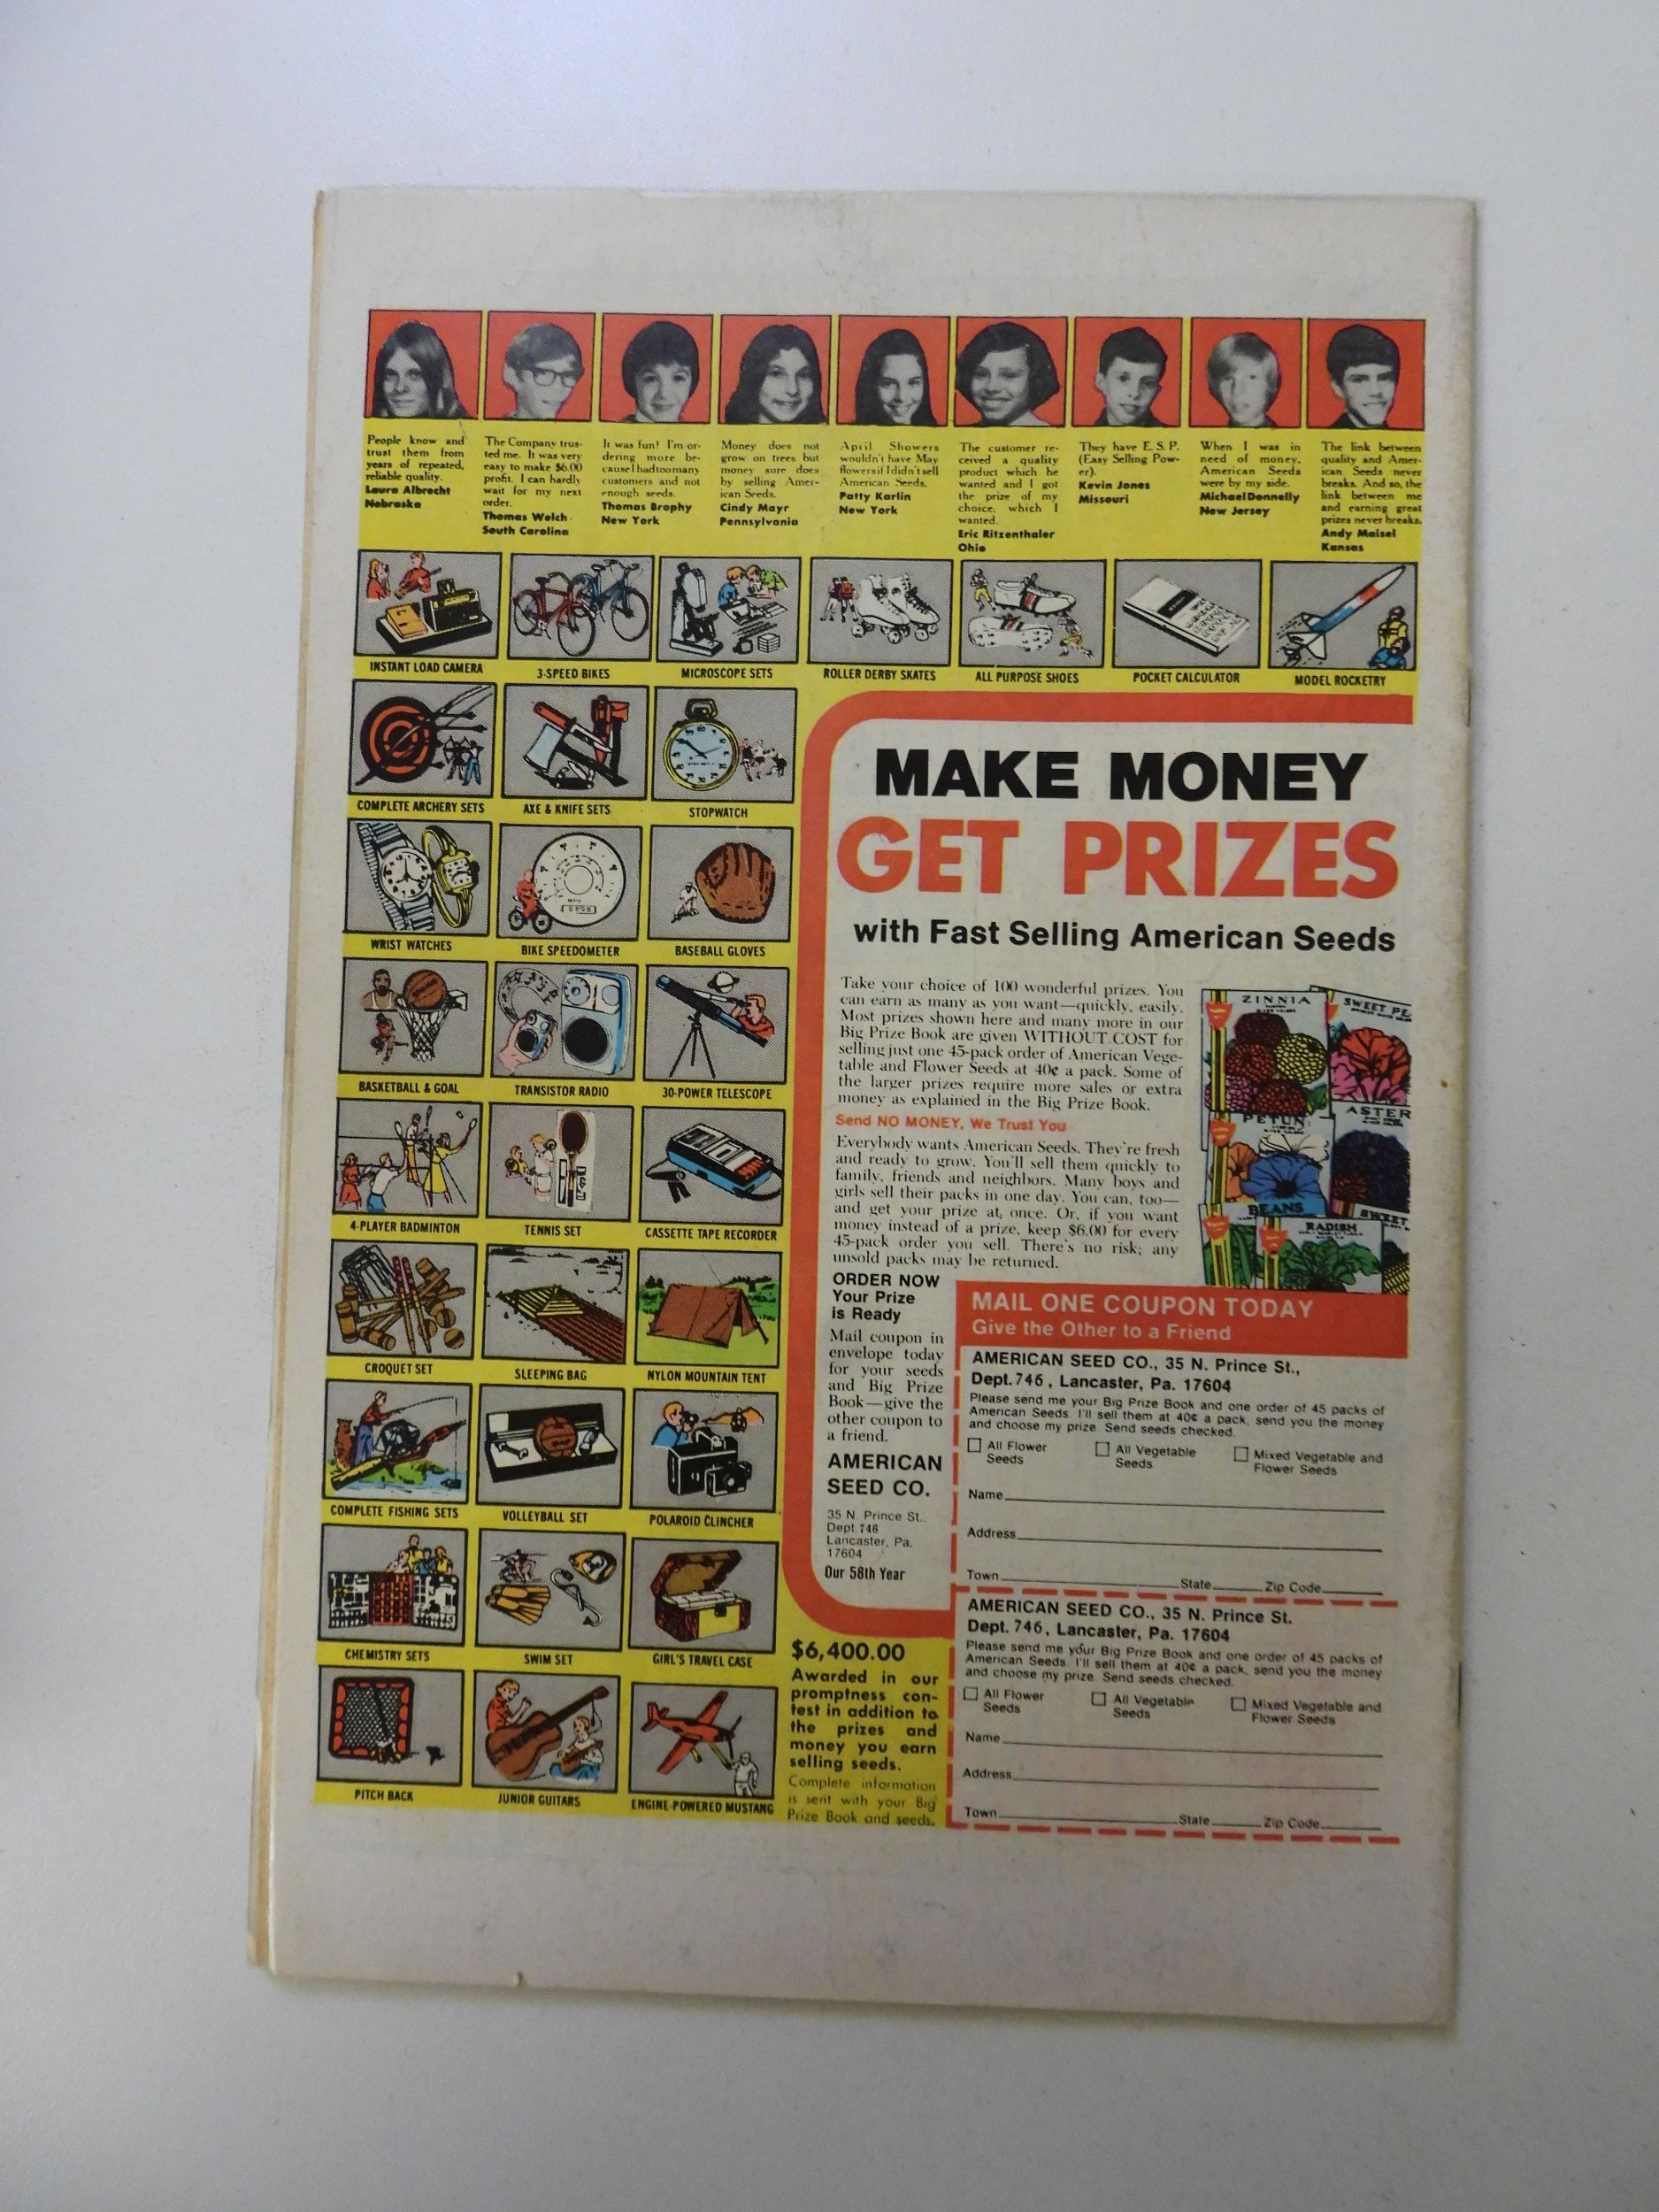 People know and
trust them from
years of repeated,
reliable quality.
Laura Albrecht
Nebraska
The Company trus-
ted me. It was very
easy to make $6.00
profit. I can hardly
wait for my next
order.
Thomas Welch
South Carolina
It was fun! I'm or-
dering more be-
cause I had too many
customers and not
enough seeds.
Thomas Brophy
New York
Money does not
grow on trees but
money sure does
by selling Amer-
ican Seeds.
Cindy Mayr
Pennsylvania
April Showers
wouldn't have May
flowers if I didn't sell
American Seeds.
Patty Karlin
New York
The customer re-
ceived a quality
product which he
wanted and I got
the prize of my
choice, which I
wanted.
Eric Ritzenthaler
Ohio
They have E. S. P.
(Easy Selling Pow-
er).
Kevin Jones
Missouri
When I was in
need of money,
American Seeds
were by my side.
Michael Donnelly
New Jersey
The link between
quality and Amer-
ican Seeds never
breaks. And so, the
link between me
and earning great
prizes never breaks.
Andy Maisel
Kansas
INSTANT LOAD CAMERA
3-SPEED BIKES
MICROSCOPE SETS
ROLLER DERBY SKATES
ALL PURPOSE SHOES
POCKET CALCULATOR
MODEL ROCKETRY
COMPLETE ARCHERY SETS
AXE & KNIFE SETS
STOPWATCH
WRIST WATCHES
BIKE SPEEDOMETER
BASEBALL GLOVES
BASKETBALL & GOAL
TRANSISTOR RADIO
30-POWER TELESCOPE
4-PLAYER BADMINTON
TENNIS SET
CASSETTE TAPE RECORDER
CROQUET SET
SLEEPING BAG
NYLON MOUNTAIN TENT
COMPLETE FISHING SETS
VOLLEYBALL SET
POLAROID CLINCHER
CHEMISTRY SETS
SWIM SET
GIRL'S TRAVEL CASE
PITCH BACK
JUNIOR GUITARS
ENGINE-POWERED MUSTANG
MAKE MONEY
GET PRIZES
with Fast Selling American Seeds
Take your choice of 100 wonderful prizes. You
can earn as many as you want—quickly, easily.
Most prizes shown here and many more in our
Big Prize Book are given WITHOUT COST for
selling just one 45-pack order of American Vege-
table and Flower Seeds at 40¢ a pack. Some of
the larger prizes require more sales or extra
money as explained in the Big Prize Book.
Send NO MONEY, We Trust You
Everybody wants American Seeds. They're fresh
and ready to grow. You'll sell them quickly to
family, friends and neighbors. Many boys and
girls sell their packs in one day. You can, too—
and get your prize at once. Or, if you want
money instead of a prize, keep $6.00 for every
45-pack order you sell. There's no risk; any
unsold packs may be returned.
ZINNIA
SWEET PE
PETUN
ASTER
BEANS
RADISH
SWEET
ORDER NOW
Your Prize
is Ready
Mail coupon in
envelope today
for your seeds
and Big Prize
Book—give the
other coupon to
a friend.
AMERICAN
SEED CO.
35 N. Prince St.,
Dept. 746
Lancaster, Pa.
17604
Our 58th Year
MAIL ONE COUPON TODAY
Give the Other to a Friend
AMERICAN SEED CO., 35 N. Prince St.,
Dept. 746, Lancaster, Pa. 17604
Please send me your Big Prize Book and one order of 45 packs of
American Seeds. I'll sell them at 40¢ a pack, send you the money
and choose my prize. Send seeds checked.
All Flower
Seeds
All Vegetable
Seeds
Mixed Vegetable and
Flower Seeds
Name
Address
Town State Zip Code
AMERICAN SEED CO., 35 N. Prince St.
Dept. 746, Lancaster, Pa. 17604
Please send me your Big Prize Book and one order of 45 packs of
American Seeds. I'll sell them at 40¢ a pack, send you the money
and choose my prize. Send seeds checked.
All Flower
Seeds
All Vegetable
Seeds
Mixed Vegetable and
Flower Seeds
Name
Address
Town State Zip Code
$6,400.00
Awarded in our
promptness con-
test in addition to
the prizes and
money you earn
selling seeds.
Complete information
is sent with your Big
Prize Book and seeds.